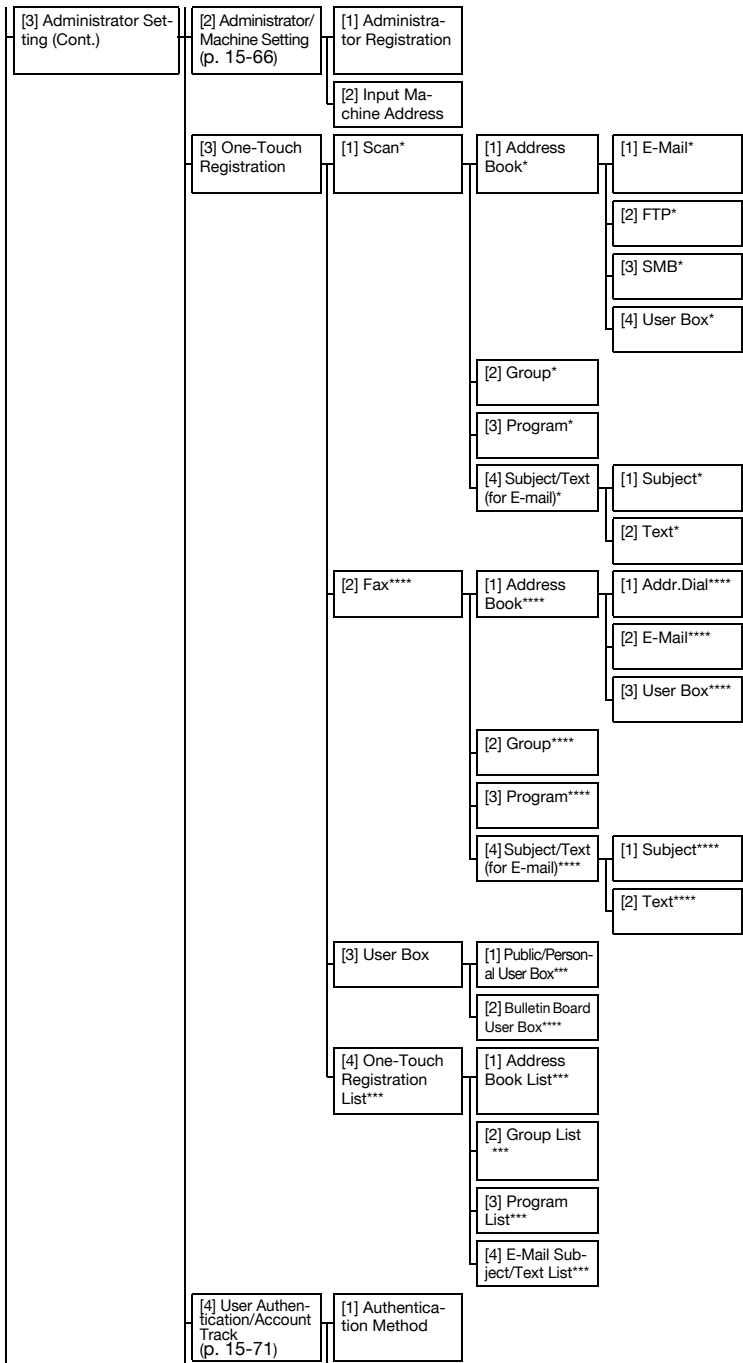 [3] Administrator Set-
ting (Cont.)
[2] Administrator/
Machine Setting
(p. 15-66)
[1] Administra-
tor Registration
[2] Input Ma-
chine Address
[3] One-Touch
Registration
[1] Scan*
[1] Address
Book*
[1] E-Mail*
[2] FTP*
[3] SMB*
[4] User Box*
[2] Group*
[3] Program*
[4] Subject/Text
(for E-mail)*
[1] Subject*
[2] Text*
[2] Fax****
[1] Address
Book****
[1] Addr.Dial****
[2] E-Mail****
[3] User Box****
[2] Group****
[3] Program****
[4] Subject/Text
(for E-mail)****
[1] Subject****
[2] Text****
[3] User Box
[1] Public/Person-
al User Box***
[2] Bulletin Board
User Box****
[4] One-Touch
Registration
List***
[1] Address
Book List***
[2] Group List
***
[3] Program
List***
[4] E-Mail Sub-
ject/Text List***
[4] User Authen-
tication/Account
Track
(p. 15-71)
[1] Authentica-
tion Method